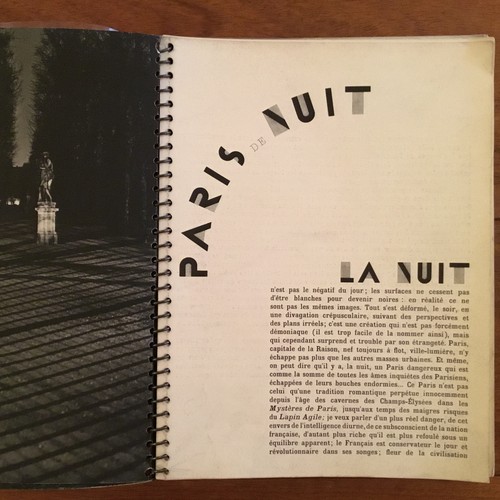 PARIS DE NUIT
LA NUIT
n'est pas le négatif du jour ; les surfaces ne cessent pas
d'être blanches pour devenir noires : en réalité ce ne
sont pas les mêmes images. Tout s'est déformé, le soir, en
une divagation crépusculaire, suivant des perspectives et
des plans irréels; c'est une création qui n'est pas forcément
démoniaque (il est trop facile de la nommer ainsi), mais
qui cependant surprend et trouble par son étrangeté. Paris,
capitale de la Raison, nef toujours à flot, ville-lumière, n'y
échappe pas plus que les autres masses urbaines. Et même,
on peut dire qu'il y a, la nuit, un Paris dangereux qui est
comme la somme de toutes les âmes inquiètes des Parisiens,
échappées de leurs bouches endormies... Ce Paris n'est pas
celui qu'une tradition romantique perpétue innocemment
depuis l'âge des cavernes des Champs-Élysées dans les
Mystères de Paris, jusqu'aux temps des maigres risques
du Lapin Agile; je veux parler d'un plus réel danger, de cet
envers de l'intelligence diurne, de ce subconscient de la nation
française, d'autant plus riche qu'il est plus refoulé sous un
équilibre apparent; le Français est conservateur le jour et
révolutionnaire dans ses songes ; fleur de la civilisation